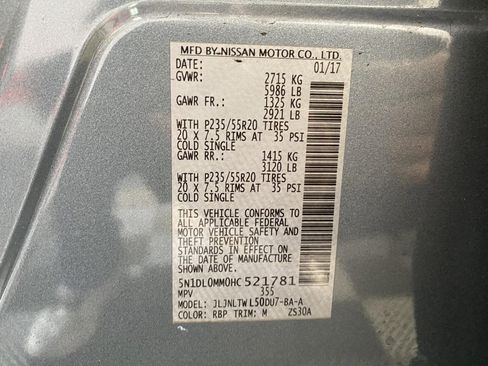 MFD BY NISSAN MOTOR CO., LTD.
DATE: 01/17
GVWR: 2715 KG
5986 LB
GAWR FR.: 1325 KG
2921 LB
WITH P235/55R20 TIRES
20 X 7.5 RIMS AT 35 PSI
COLD SINGLE
GAWR RR.: 1415 KG
3120 LB
WITH P235/55R20 TIRES
20 X 7.5 RIMS AT 35 PSI
COLD SINGLE
THIS VEHICLE CONFORMS TO
ALL APPLICABLE FEDERAL
MOTOR VEHICLE SAFETY
AND THEFT PREVENTION
STANDARDS IN EFFECT ON
THE DATE OF MANUFACTURE
SHOWN ABOVE
5N1DL0MM0HC521781
MPV 355
MODEL: JLJNLTWL50DU7-BA-A
COLOR: RBP TRIM: M ZS30A